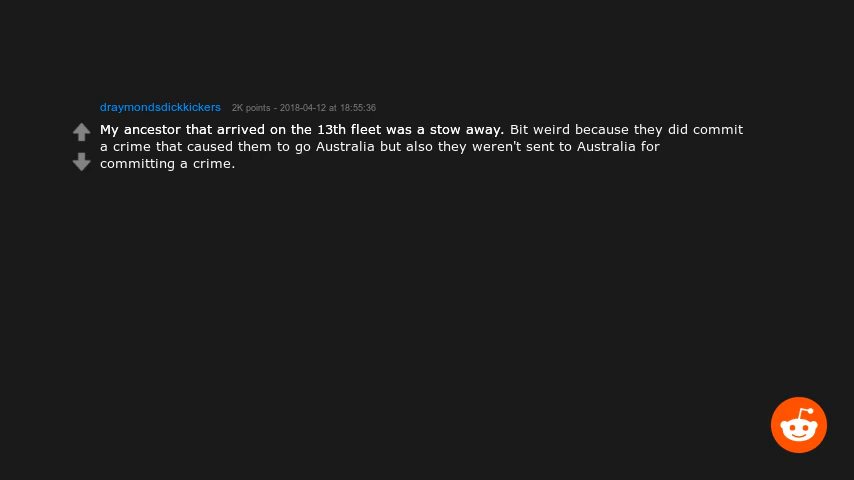 draymondsdickkickers 2K points - 2018-04-12 at 18:55:36
My ancestor that arrived on the 13th fleet was a stow away. Bit weird because they did commit
a crime that caused them to go Australia but also they weren't sent to Australia for
committing a crime.